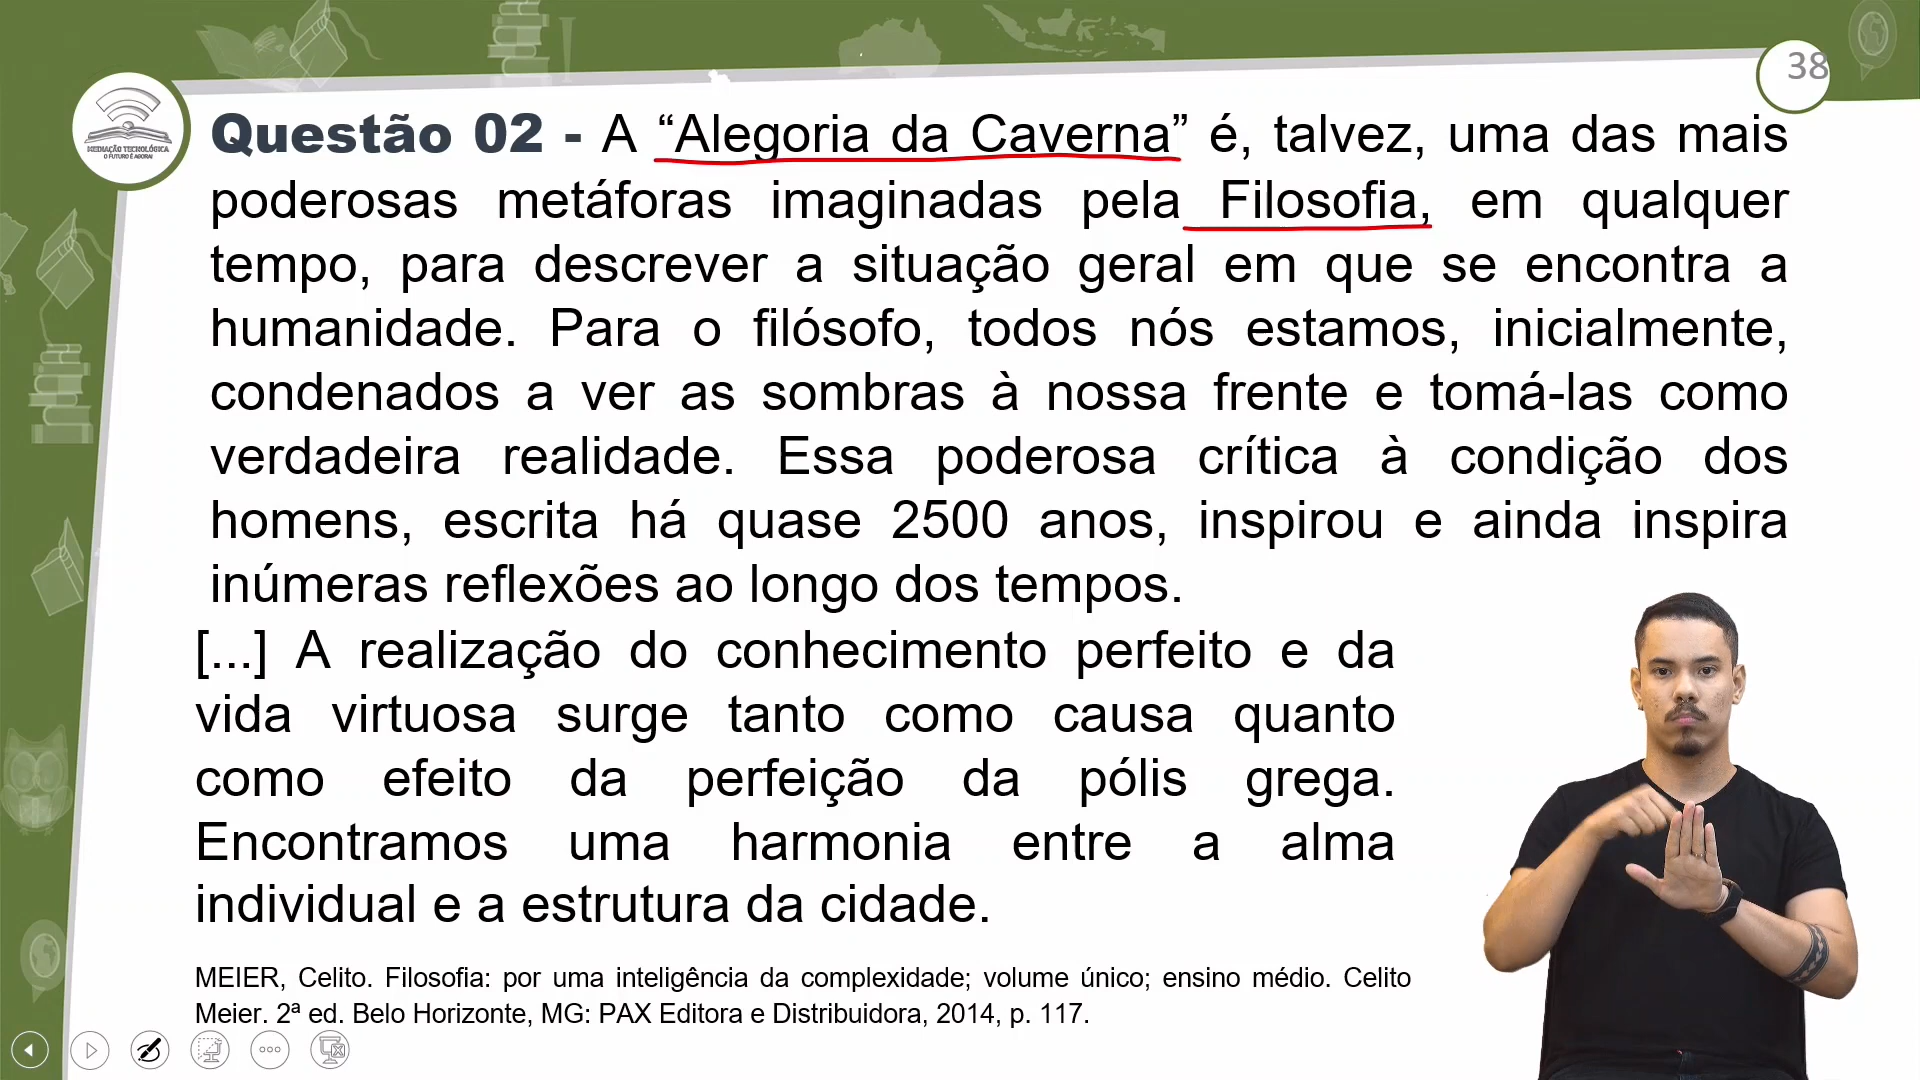 38
MEDIAÇÃO TECNOLÓGICA
O FUTURO É AGORA!
Questão 02 - A “Alegoria da Caverna” é, talvez, uma das mais
poderosas metáforas imaginadas pela Filosofia, em qualquer
tempo, para descrever a situação geral em que se encontra a
humanidade. Para o filósofo, todos nós estamos, inicialmente,
condenados a ver as sombras à nossa frente e tomá-las como
verdadeira realidade. Essa poderosa crítica à condição dos
homens, escrita há quase 2500 anos, inspirou e ainda inspira
inúmeras reflexões ao longo dos tempos.
[...] A realização do conhecimento perfeito e da
vida virtuosa surge tanto como causa quanto
como efeito da perfeição da pólis grega.
Encontramos uma harmonia entre a alma
individual e a estrutura da cidade.
MEIER, Celito. Filosofia: por uma inteligência da complexidade; volume único; ensino médio. Celito
Meier. 2ª ed. Belo Horizonte, MG: PAX Editora e Distribuidora, 2014, p. 117.